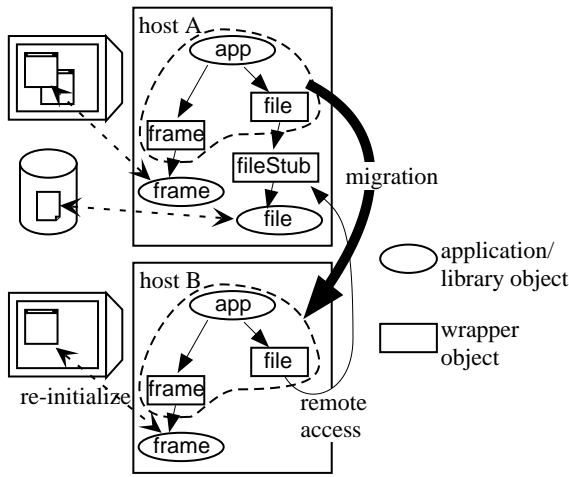 host A
app
file
frame
fileStub
frame
file
migration
application/
library object
host B
app
wrapper
object
file
frame
re-initialize
remote
access
frame